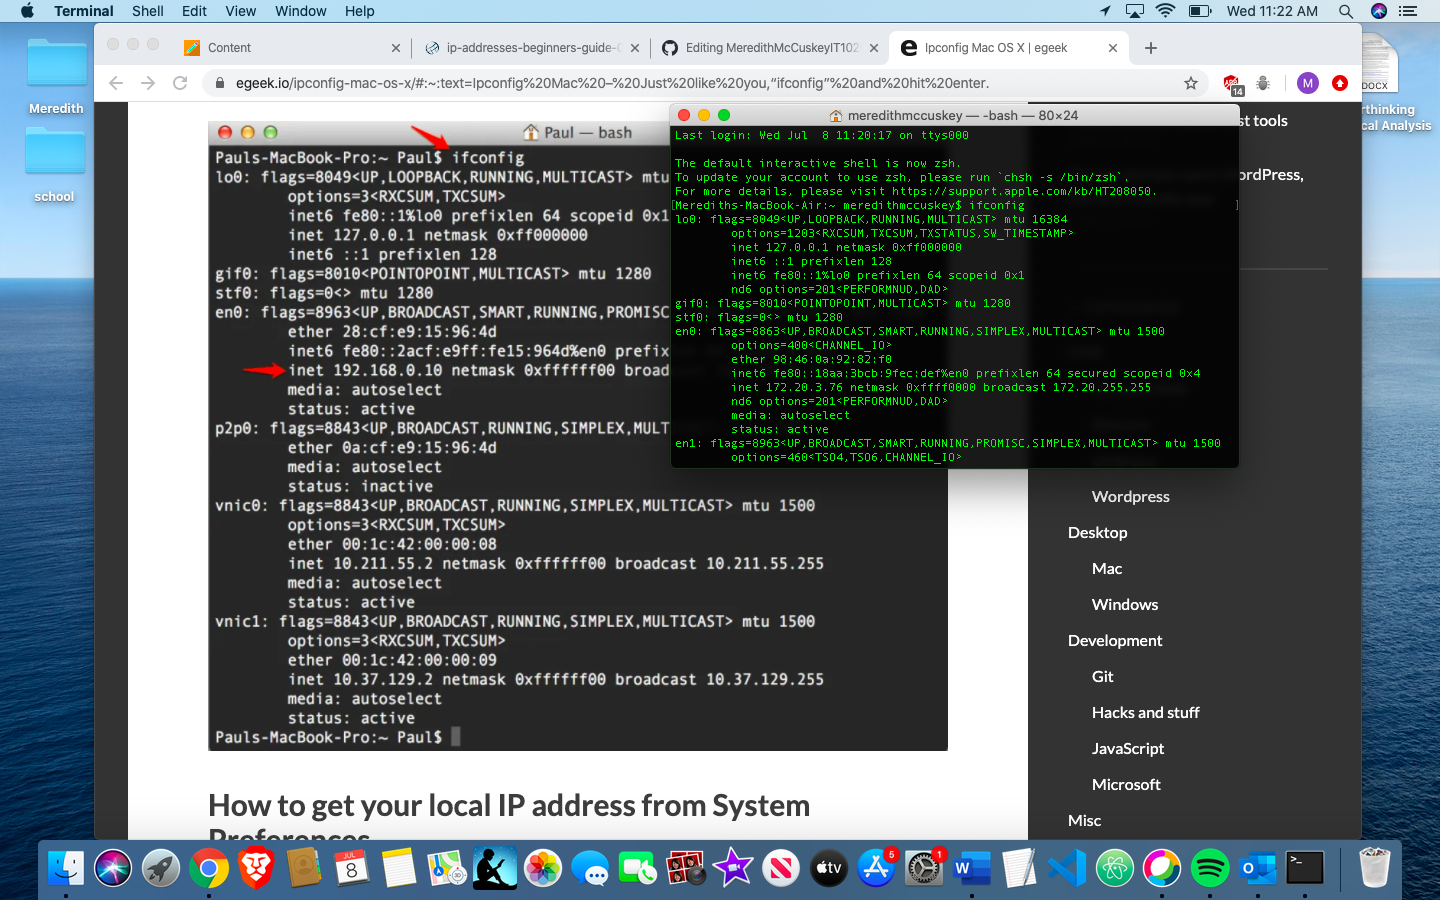 Terminal Shell Edit View Window Help
Wed 11:22 AM
Content
ip-addresses-beginners-guide-
Editing MeredithMcCuskeyIT102
Ipconfig Mac OS X | egeek
egeek.io/ipconfig-mac-os-x/#:~:text=Ipconfig%20Mac%20–%20Just%20like%20you,“ifconfig”%20and%20hit%20enter.
14
M
Meredith
school
DOCX
rthinking
cal Analysis
Paul — bash
Pauls-MacBook-Pro:~ Paul$ ifconfig
lo0: flags=8049<UP,LOOPBACK,RUNNING,MULTICAST> mtu
options=3<RXCSUM,TXCSUM>
inet6 fe80::1%lo0 prefixlen 64 scopeid 0x1
inet 127.0.0.1 netmask 0xff000000
inet6 ::1 prefixlen 128
gif0: flags=8010<POINTOPOINT,MULTICAST> mtu 1280
stf0: flags=0<> mtu 1280
en0: flags=8963<UP,BROADCAST,SMART,RUNNING,PROMISC
ether 28:cf:e9:15:96:4d
inet6 fe80::2acf:e9ff:fe15:964d%en0 prefix
inet 192.168.0.10 netmask 0xffffff00 broad
media: autoselect
status: active
p2p0: flags=8843<UP,BROADCAST,RUNNING,SIMPLEX,MULT
ether 0a:cf:e9:15:96:4d
media: autoselect
status: inactive
vnic0: flags=8843<UP,BROADCAST,RUNNING,SIMPLEX,MULTICAST> mtu 1500
options=3<RXCSUM,TXCSUM>
ether 00:1c:42:00:00:08
inet 10.211.55.2 netmask 0xffffff00 broadcast 10.211.55.255
media: autoselect
status: active
vnic1: flags=8843<UP,BROADCAST,RUNNING,SIMPLEX,MULTICAST> mtu 1500
options=3<RXCSUM,TXCSUM>
ether 00:1c:42:00:00:09
inet 10.37.129.2 netmask 0xffffff00 broadcast 10.37.129.255
media: autoselect
status: active
Pauls-MacBook-Pro:~ Paul$
meredithmccuskey — -bash — 80×24
Last login: Wed Jul  8 11:20:17 on ttys000
The default interactive shell is now zsh.
To update your account to use zsh, please run `chsh -s /bin/zsh`.
For more details, please visit https://support.apple.com/kb/HT208050.
[Merediths-MacBook-Air:~ meredithmccuskey$ ifconfig ]
lo0: flags=8049<UP,LOOPBACK,RUNNING,MULTICAST> mtu 16384
options=1203<RXCSUM,TXCSUM,TXSTATUS,SW_TIMESTAMP>
inet 127.0.0.1 netmask 0xff000000
inet6 ::1 prefixlen 128
inet6 fe80::1%lo0 prefixlen 64 scopeid 0x1
nd6 options=201<PERFORMNUD,DAD>
gif0: flags=8010<POINTOPOINT,MULTICAST> mtu 1280
stf0: flags=0<> mtu 1280
en0: flags=8863<UP,BROADCAST,SMART,RUNNING,SIMPLEX,MULTICAST> mtu 1500
options=400<CHANNEL_IO>
ether 98:46:0a:92:82:f0
inet6 fe80::18aa:3bcb:9fec:def%en0 prefixlen 64 secured scopeid 0x4
inet 172.20.3.76 netmask 0xffff0000 broadcast 172.20.255.255
nd6 options=201<PERFORMNUD,DAD>
media: autoselect
status: active
en1: flags=8963<UP,BROADCAST,SMART,RUNNING,PROMISC,SIMPLEX,MULTICAST> mtu 1500
options=460<TSO4,TSO6,CHANNEL_IO>
st tools
ordPress,
Wordpress
Desktop
Mac
Windows
Development
Git
Hacks and stuff
JavaScript
Microsoft
Misc
How to get your local IP address from System
Preferences
JUL
8
3D
tv
5
1
W
O
>_